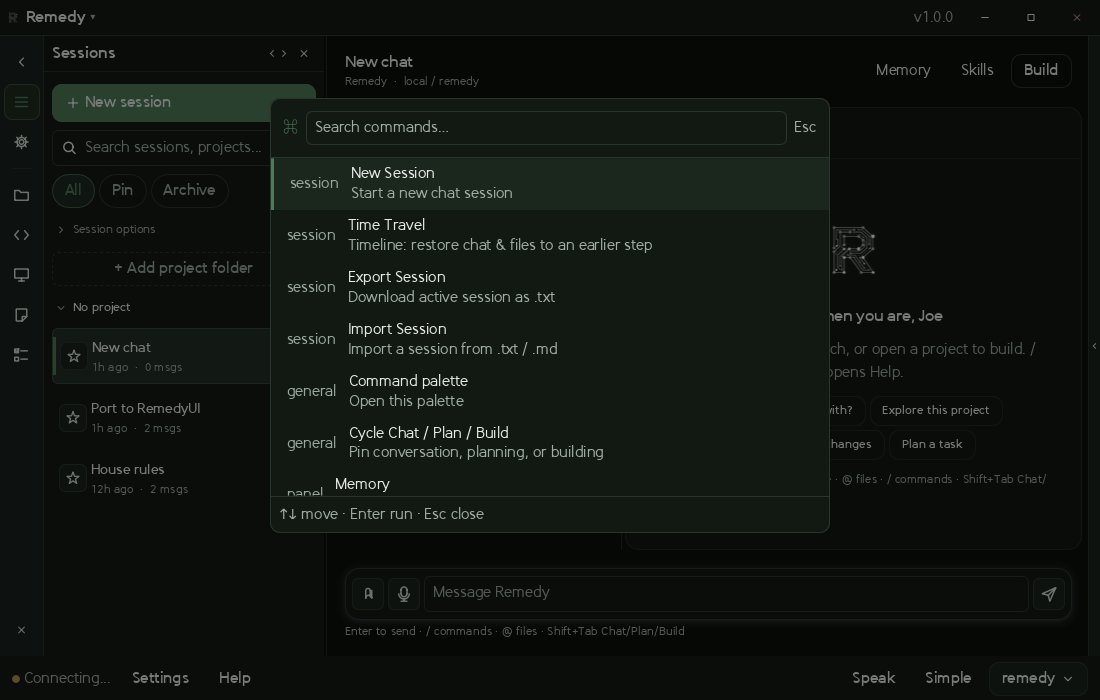 Remedy
v1.0.0
Sessions
New session
Search sessions, projects...
All
Pin
Archive
Session options
+ Add project folder
No project
New chat
1h ago · 0 msgs
Port to RemedyUI
1h ago · 2 msgs
House rules
12h ago · 2 msgs
New chat
Remedy · local / remedy
Memory
Skills
Build
Search commands...
Esc
session
New Session
Start a new chat session
session
Time Travel
Timeline: restore chat & files to an earlier step
session
Export Session
Download active session as .txt
session
Import Session
Import a session from .txt / .md
general
Command palette
Open this palette
general
Cycle Chat / Plan / Build
Pin conversation, planning, or building
panel
Memory
↑↓ move · Enter run · Esc close
you are, Joe
or open a project to build. /
opens Help.
with?
Explore this project
Plan a task
· @ files · / commands · Shift+Tab Chat/
Message Remedy
Enter to send · / commands · @ files · Shift+Tab Chat/Plan/Build
Connecting...
Settings
Help
Speak
Simple
remedy